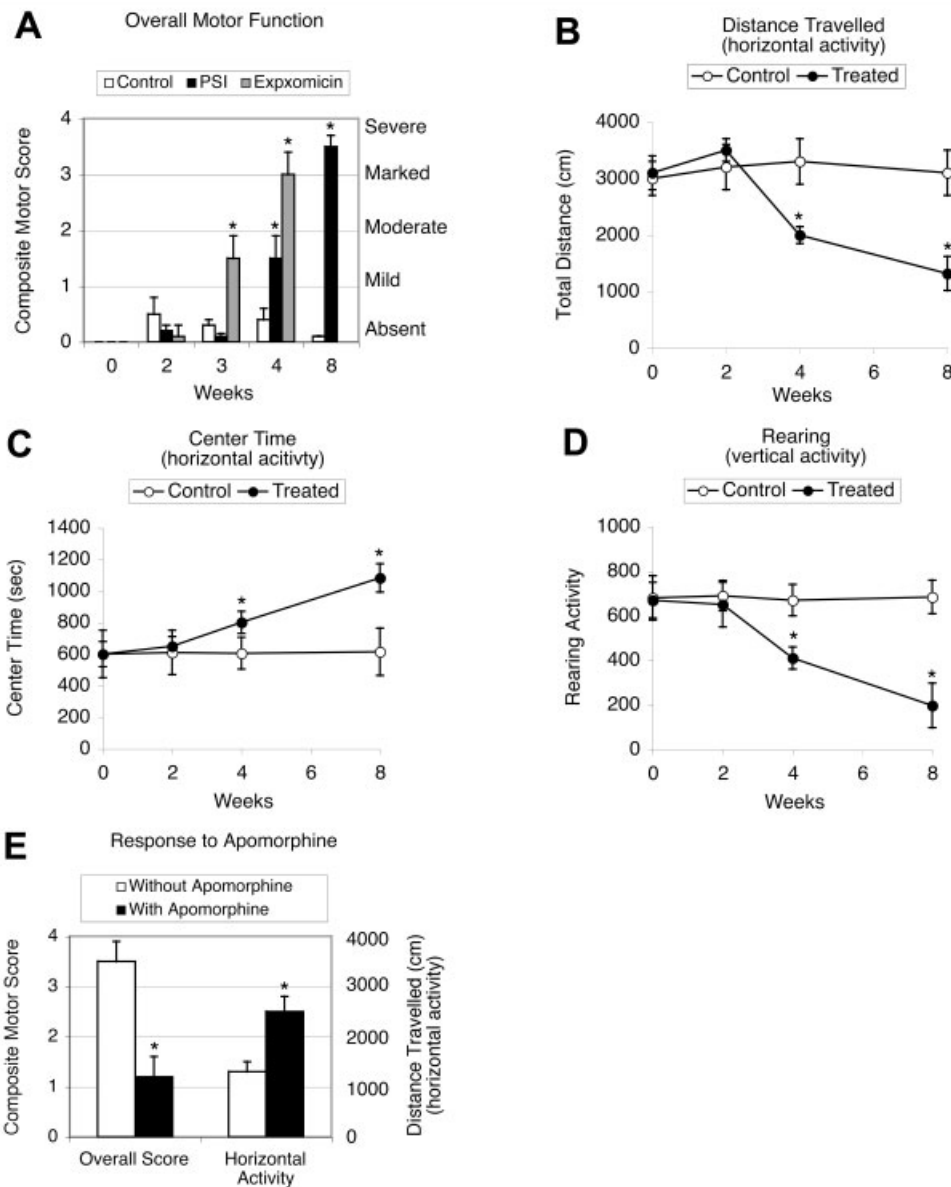 A
Overall Motor Function
Control PSI Expxomicin
Composite Motor Score
4
3
2
1
0
* * * *
Severe
Marked
Moderate
Mild
Absent
0 2 3 4 8
Weeks
B
Distance Travelled
(horizontal activity)
Control Treated
Total Distance (cm)
4000
3000
2000
1000
0
* *
0 2 4 6 8
Weeks
C
Center Time
(horizontal acitivty)
Control Treated
Center Time (sec)
1400
1200
1000
800
600
400
200
0
* *
0 2 4 6 8
Weeks
D
Rearing
(vertical activity)
Control Treated
Rearing Activity
1000
800
600
400
200
0
* *
0 2 4 6 8
Weeks
E
Response to Apomorphine
Without Apomorphine
With Apomorphine
Composite Motor Score
4
3
2
1
0
* *
4000
3000
2000
1000
0
Distance Travelled (cm)
(horizontal activity)
Overall Score
Horizontal
Activity